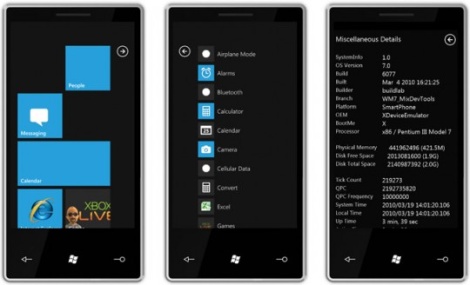 People
Messaging
Calendar
XBOX
LIVE
Airplane Mode
Alarms
Bluetooth
Calculator
Calendar
Camera
Cellular Data
Convert
Excel
Games
Miscellaneous Details
SystemInfo 1.0
OS Version 7.0
Build 6077
Built Mar 4 2010 16:21:25
Builder buildlab
Branch WM7_MixDevTools
Platform SmartPhone
OEM XDeviceEmulator
BootMe X
Processor x86 / Pentium III Model 7
Physical Memory 441962496 (421.5M)
Disk Free Space 2013081600 (1.9G)
Disk Total Space 2140987392 (2.0G)
Tick Count 219273
QPC 2192735820
QPC Frequency 10000000
System Time 2010/03/19 14:01:20.106
Local Time 2010/03/19 14:01:20.106
Up Time 3 min, 39 sec